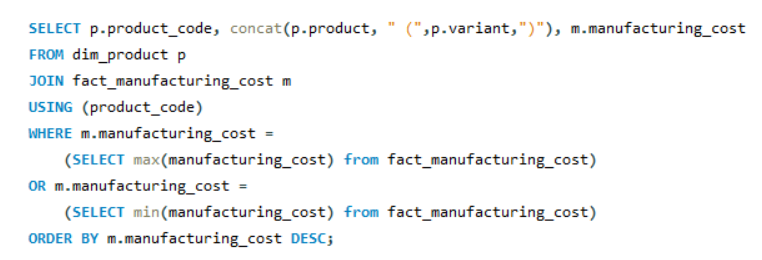 SELECT p.product_code, concat(p.product, " (",p.variant,")"), m.manufacturing_cost
FROM dim_product p
JOIN fact_manufacturing_cost m
USING (product_code)
WHERE m.manufacturing_cost =
    (SELECT max(manufacturing_cost) from fact_manufacturing_cost)
OR m.manufacturing_cost =
    (SELECT min(manufacturing_cost) from fact_manufacturing_cost)
ORDER BY m.manufacturing_cost DESC;